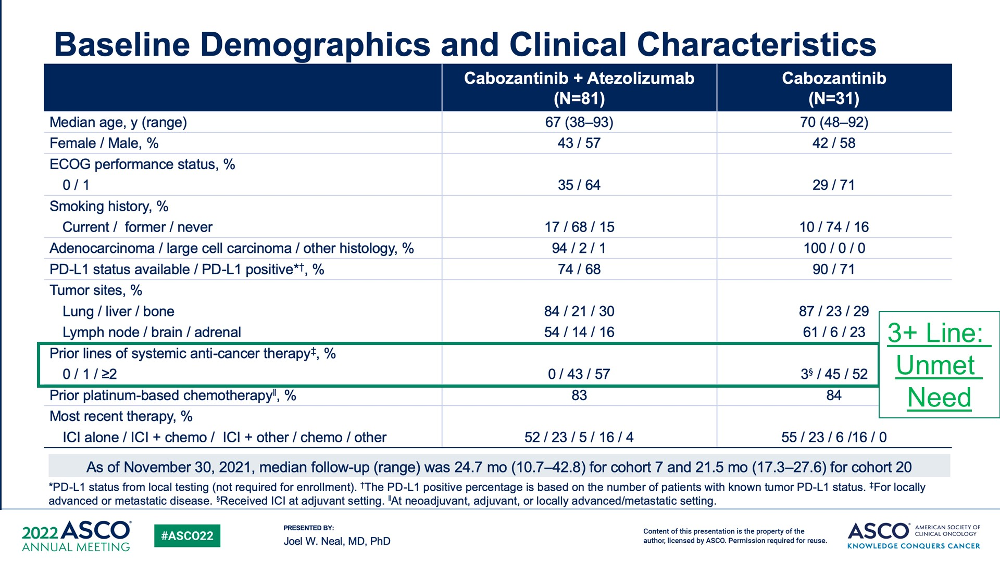 Baseline Demographics and Clinical Characteristics
Cabozantinib + Atezolizumab (N=81)
Cabozantinib (N=31)
Median age, y (range) 67 (38–93) 70 (48–92)
Female / Male, % 43 / 57 42 / 58
ECOG performance status, %
0 / 1 35 / 64 29 / 71
Smoking history, %
Current / former / never 17 / 68 / 15 10 / 74 / 16
Adenocarcinoma / large cell carcinoma / other histology, % 94 / 2 / 1 100 / 0 / 0
PD-L1 status available / PD-L1 positive*†, % 74 / 68 90 / 71
Tumor sites, %
Lung / liver / bone 84 / 21 / 30 87 / 23 / 29
Lymph node / brain / adrenal 54 / 14 / 16 61 / 6 / 23
Prior lines of systemic anti-cancer therapy‡, %
0 / 1 / ≥2 0 / 43 / 57 3§ / 45 / 52
Prior platinum-based chemotherapy‖, % 83 84
Most recent therapy, %
ICI alone / ICI + chemo / ICI + other / chemo / other 52 / 23 / 5 / 16 / 4 55 / 23 / 6 /16 / 0
3+ Line:
Unmet
Need
As of November 30, 2021, median follow-up (range) was 24.7 mo (10.7–42.8) for cohort 7 and 21.5 mo (17.3–27.6) for cohort 20
*PD-L1 status from local testing (not required for enrollment). †The PD-L1 positive percentage is based on the number of patients with known tumor PD-L1 status. ‡For locally
advanced or metastatic disease. §Received ICI at adjuvant setting. ‖At neoadjuvant, adjuvant, or locally advanced/metastatic setting.
2022 ASCO®
ANNUAL MEETING
#ASCO22
PRESENTED BY:
Joel W. Neal, MD, PhD
Content of this presentation is the property of the
author, licensed by ASCO. Permission required for reuse.
ASCO® AMERICAN SOCIETY OF
CLINICAL ONCOLOGY
KNOWLEDGE CONQUERS CANCER